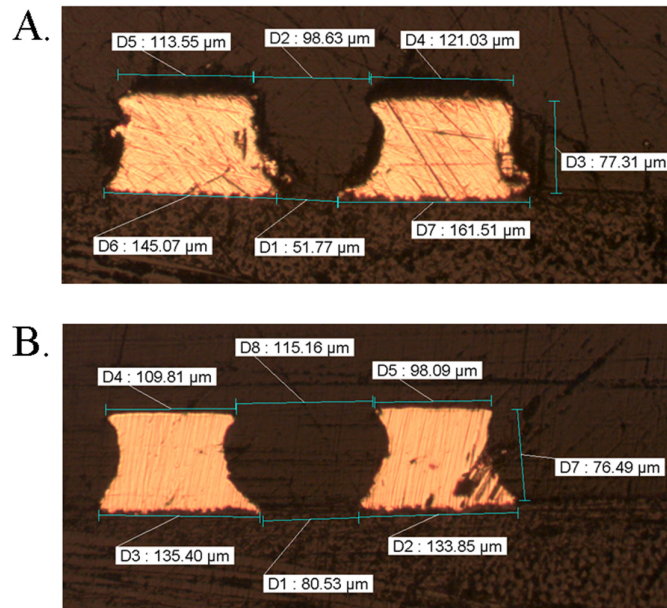 A.
D5 : 113.55 µm
D2 : 98.63 µm
D4 : 121.03 µm
D3 : 77.31 µm
D6 : 145.07 µm
D1 : 51.77 µm
D7 : 161.51 µm
B.
D8 : 115.16 µm
D4 : 109.81 µm
D5 : 98.09 µm
D7 : 76.49 µm
D3 : 135.40 µm
D2 : 133.85 µm
D1 : 80.53 µm